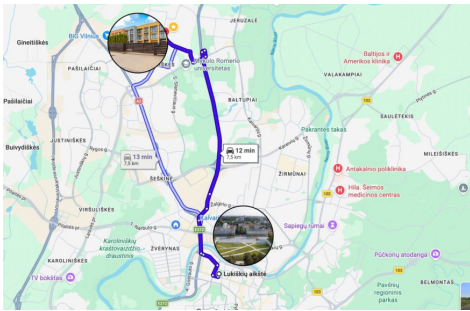 JERUZALĖ
Gineitiškės
BIG Vilnius
Mykolo Romerio
universitetas
Baltijos ir
Amerikos klinika
PAŠILAIČIAI
VALAKAMPIAI
Pašilaičiai
BALTUPIAI
102
SAULĖTEKIS
Pakrantės takas
JUSTINIŠKĖS
Buivydiškės
12 min
7,5 km
13 min
7,5 km
MILEIŠIŠKĖS
Antakalnio poliklinika
ŠEŠKINĖ
ŽIRMŪNAI
Hila. Šeimos
medicinos centras
VIRŠULIŠKĖS
Sapiegų rūmai
Karoliniškių
kraštovaizdžio
draustinis
ŽVĖRYNAS
KAROLINIŠKĖS
TV bokštas
Lukiškių aikštė
Pūčkorių atodanga
Pavilnių
regioninis
parkas
BELMONTAS
E272
103